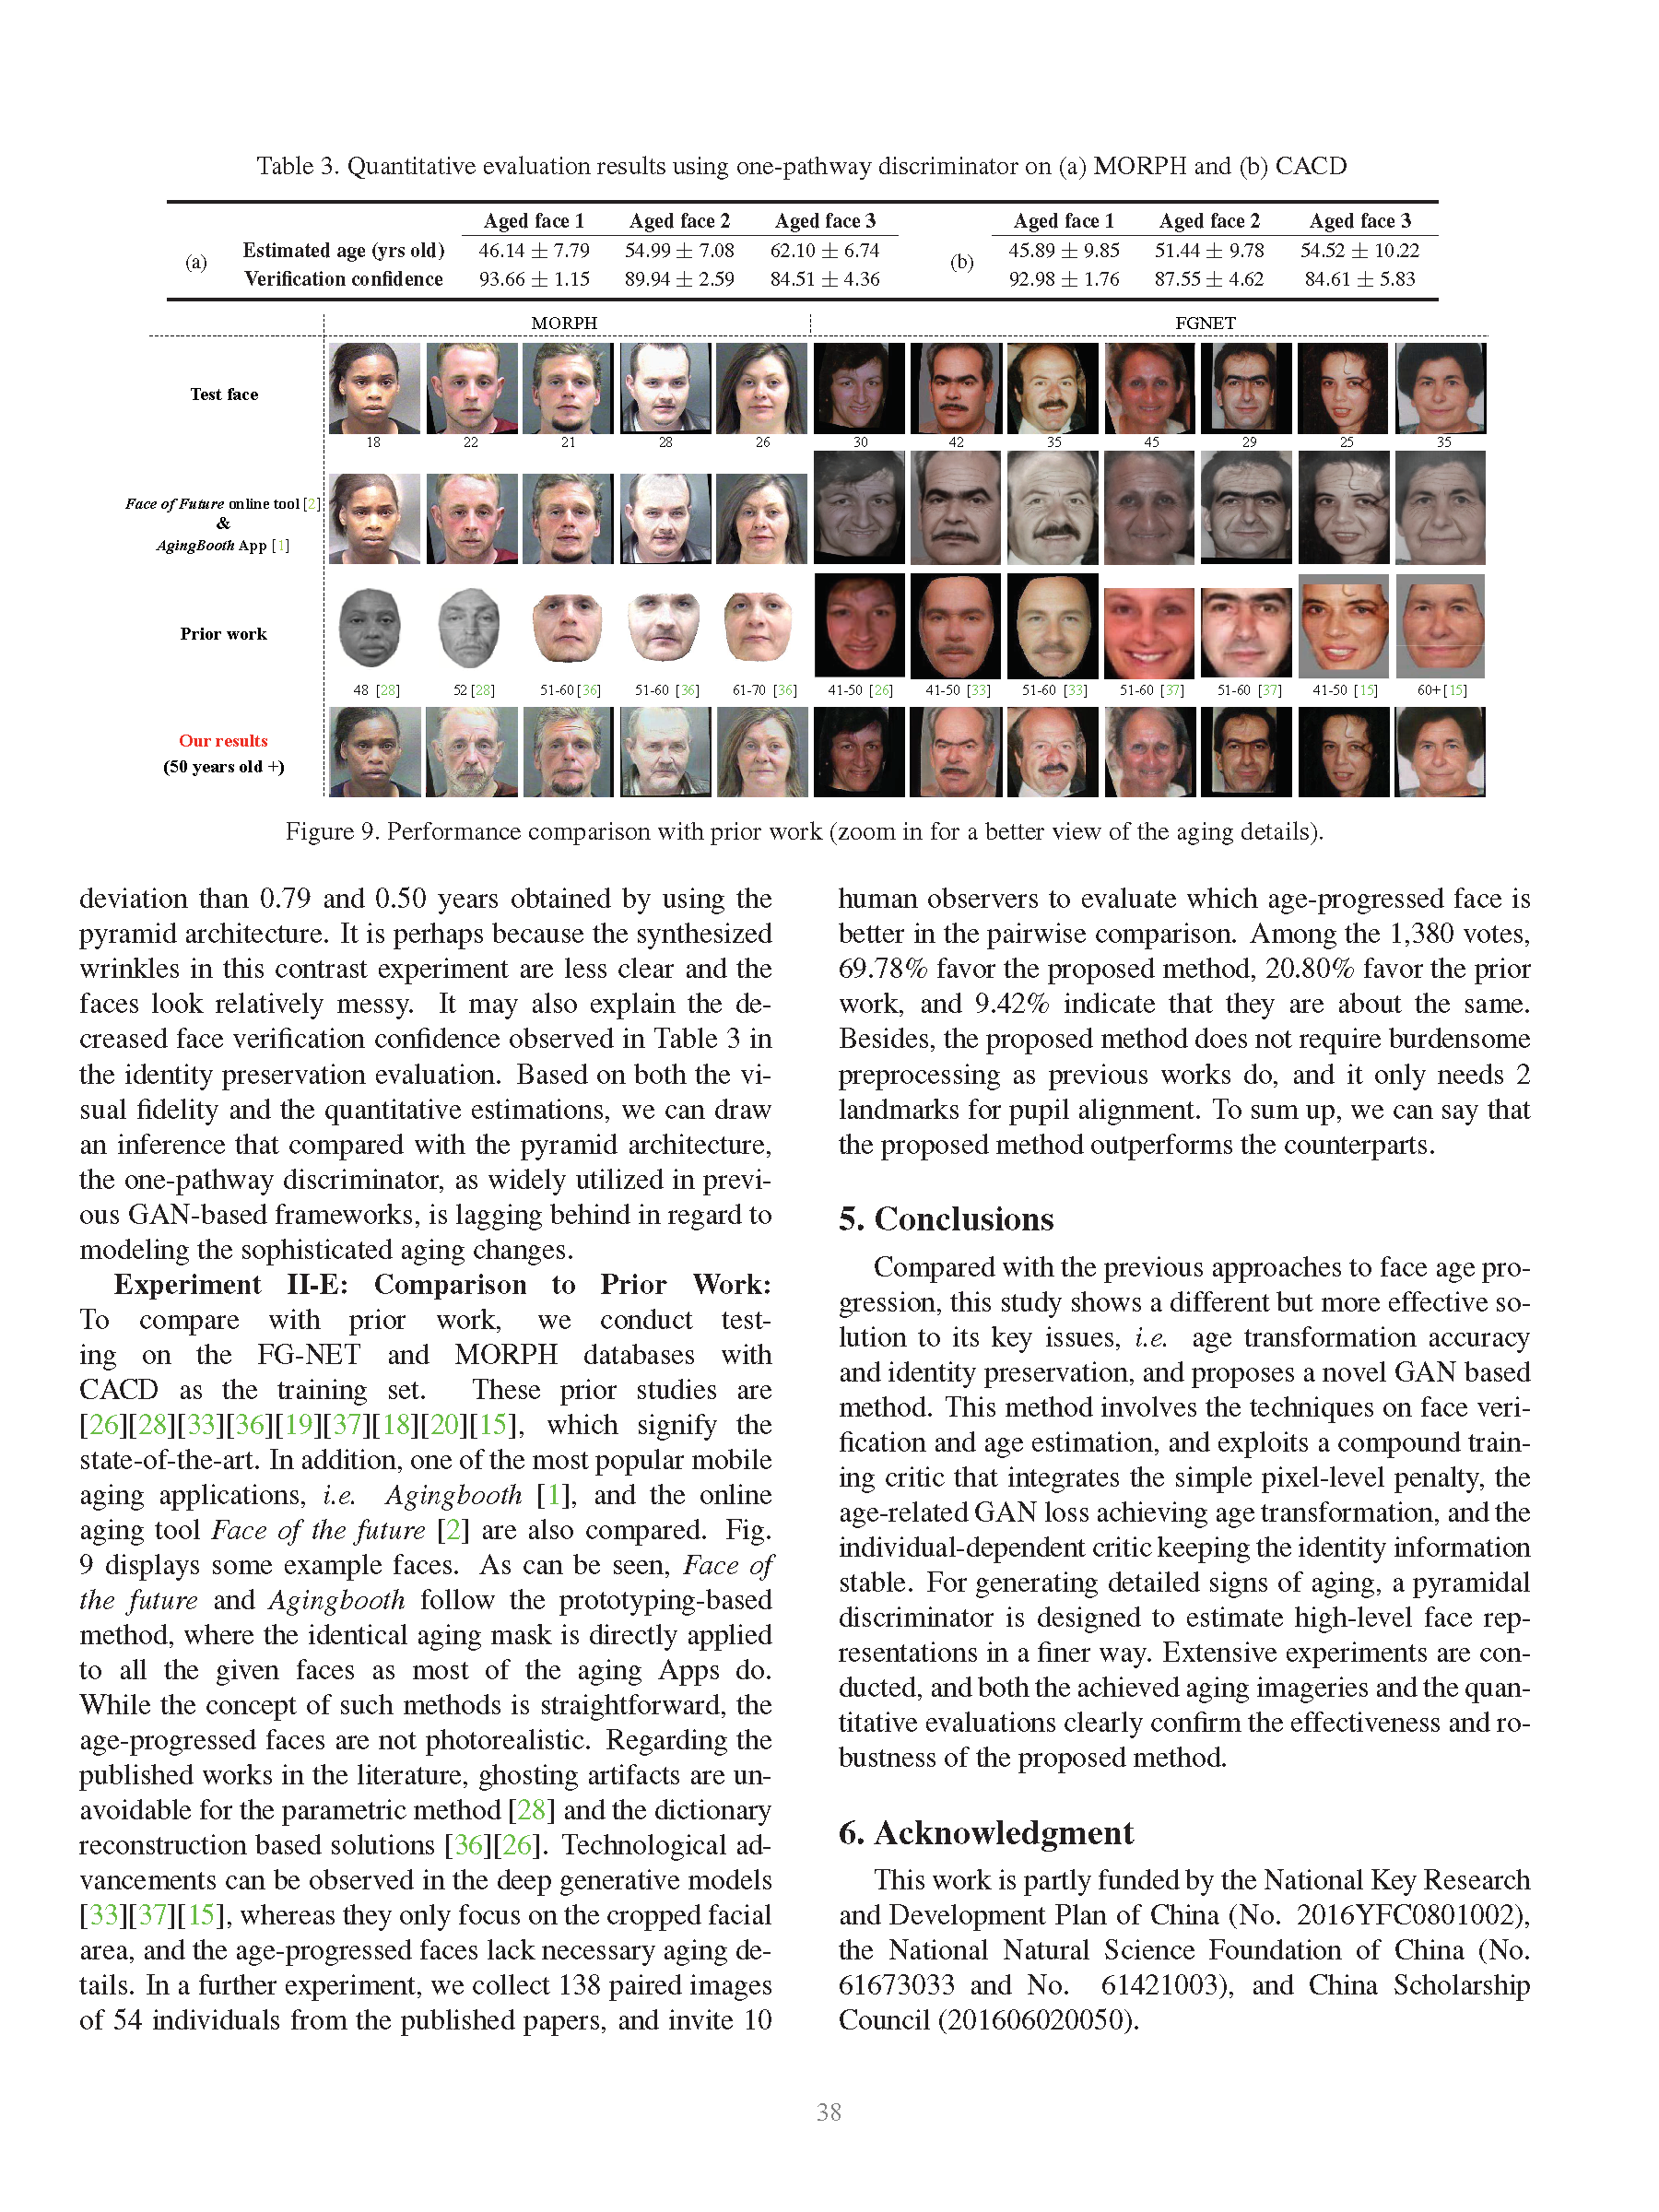 Table 3. Quantitative evaluation results using one-pathway discriminator on (a) MORPH and (b) CACD
Aged face 1 Aged face 2 Aged face 3 Aged face 1 Aged face 2 Aged face 3
(a) Estimated age (yrs old) 46.14 ± 7.79 54.99 ± 7.08 62.10 ± 6.74 (b) 45.89 ± 9.85 51.44 ± 9.78 54.52 ± 10.22
Verification confidence 93.66 ± 1.15 89.94 ± 2.59 84.51 ± 4.36 92.98 ± 1.76 87.55 ± 4.62 84.61 ± 5.83
MORPH FGNET
Test face
18 22 21 28 26 30 42 35 45 29 25 35
Face of Future online tool [2]
&
AgingBooth App [1]
Prior work
48 [28] 52 [28] 51-60 [36] 51-60 [36] 61-70 [36] 41-50 [26] 41-50 [33] 51-60 [33] 51-60 [37] 51-60 [37] 41-50 [15] 60+ [15]
Our results
(50 years old +)
Figure 9. Performance comparison with prior work (zoom in for a better view of the aging details).
deviation than 0.79 and 0.50 years obtained by using the
pyramid architecture. It is perhaps because the synthesized
wrinkles in this contrast experiment are less clear and the
faces look relatively messy. It may also explain the de-
creased face verification confidence observed in Table 3 in
the identity preservation evaluation. Based on both the vi-
sual fidelity and the quantitative estimations, we can draw
an inference that compared with the pyramid architecture,
the one-pathway discriminator, as widely utilized in previ-
ous GAN-based frameworks, is lagging behind in regard to
modeling the sophisticated aging changes.
Experiment II-E: Comparison to Prior Work:
To compare with prior work, we conduct test-
ing on the FG-NET and MORPH databases with
CACD as the training set. These prior studies are
[26][28][33][36][19][37][18][20][15], which signify the
state-of-the-art. In addition, one of the most popular mobile
aging applications, i.e. Agingbooth [1], and the online
aging tool Face of the future [2] are also compared. Fig.
9 displays some example faces. As can be seen, Face of
the future and Agingbooth follow the prototyping-based
method, where the identical aging mask is directly applied
to all the given faces as most of the aging Apps do.
While the concept of such methods is straightforward, the
age-progressed faces are not photorealistic. Regarding the
published works in the literature, ghosting artifacts are un-
avoidable for the parametric method [28] and the dictionary
reconstruction based solutions [36][26]. Technological ad-
vancements can be observed in the deep generative models
[33][37][15], whereas they only focus on the cropped facial
area, and the age-progressed faces lack necessary aging de-
tails. In a further experiment, we collect 138 paired images
of 54 individuals from the published papers, and invite 10
human observers to evaluate which age-progressed face is
better in the pairwise comparison. Among the 1,380 votes,
69.78% favor the proposed method, 20.80% favor the prior
work, and 9.42% indicate that they are about the same.
Besides, the proposed method does not require burdensome
preprocessing as previous works do, and it only needs 2
landmarks for pupil alignment. To sum up, we can say that
the proposed method outperforms the counterparts.
5. Conclusions
Compared with the previous approaches to face age pro-
gression, this study shows a different but more effective so-
lution to its key issues, i.e. age transformation accuracy
and identity preservation, and proposes a novel GAN based
method. This method involves the techniques on face veri-
fication and age estimation, and exploits a compound train-
ing critic that integrates the simple pixel-level penalty, the
age-related GAN loss achieving age transformation, and the
individual-dependent critic keeping the identity information
stable. For generating detailed signs of aging, a pyramidal
discriminator is designed to estimate high-level face rep-
resentations in a finer way. Extensive experiments are con-
ducted, and both the achieved aging imageries and the quan-
titative evaluations clearly confirm the effectiveness and ro-
bustness of the proposed method.
6. Acknowledgment
This work is partly funded by the National Key Research
and Development Plan of China (No. 2016YFC0801002),
the National Natural Science Foundation of China (No.
61673033 and No. 61421003), and China Scholarship
Council (201606020050).
38